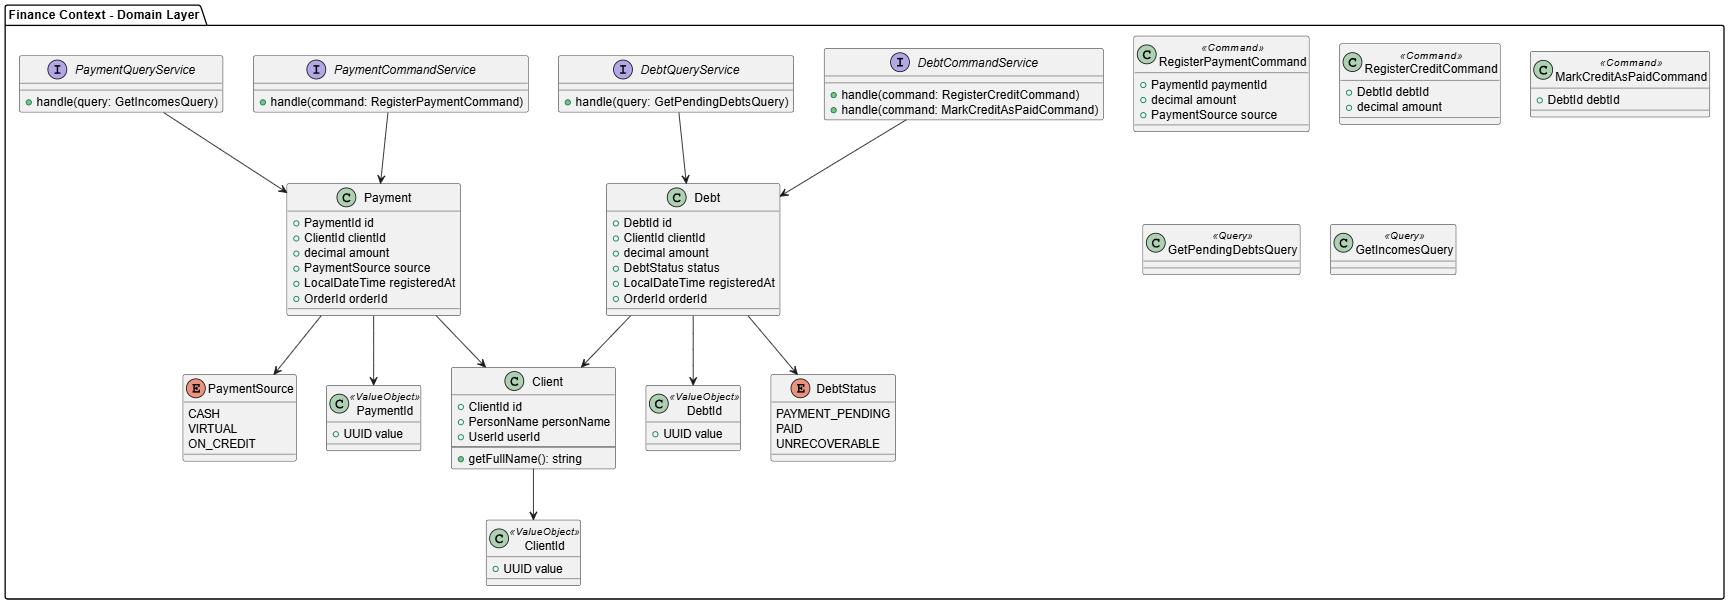 Finance Context - Domain Layer
I PaymentQueryService
handle(query: GetIncomesQuery)
I PaymentCommandService
handle(command: RegisterPaymentCommand)
I DebtQueryService
handle(query: GetPendingDebtsQuery)
I DebtCommandService
handle(command: RegisterCreditCommand)
handle(command: MarkCreditAsPaidCommand)
C «Command»
RegisterPaymentCommand
PaymentId paymentId
decimal amount
PaymentSource source
C «Command»
RegisterCreditCommand
DebtId debtId
decimal amount
C «Command»
MarkCreditAsPaidCommand
DebtId debtId
C Payment
PaymentId id
ClientId clientId
decimal amount
PaymentSource source
LocalDateTime registeredAt
OrderId orderId
C Debt
DebtId id
ClientId clientId
decimal amount
DebtStatus status
LocalDateTime registeredAt
OrderId orderId
C «Query»
GetPendingDebtsQuery
C «Query»
GetIncomesQuery
E PaymentSource
CASH
VIRTUAL
ON_CREDIT
C «ValueObject»
PaymentId
UUID value
C Client
ClientId id
PersonName personName
UserId userId
getFullName(): string
C «ValueObject»
DebtId
UUID value
E DebtStatus
PAYMENT_PENDING
PAID
UNRECOVERABLE
C «ValueObject»
ClientId
UUID value